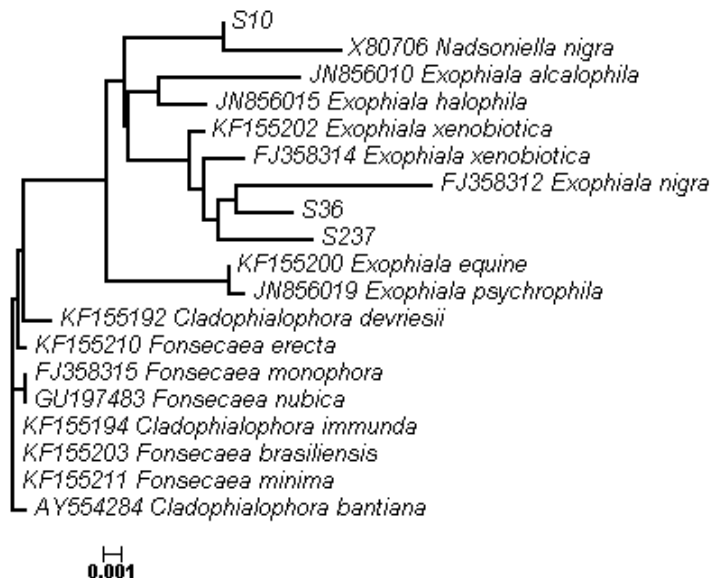 S10
X80706 Nadsoniella nigra
JN856010 Exophiala alcalophila
JN856015 Exophiala halophila
KF155202 Exophiala xenobiotica
FJ358314 Exophiala xenobiotica
FJ358312 Exophiala nigra
S36
S237
KF155200 Exophiala equine
JN856019 Exophiala psychrophila
KF155192 Cladophialophora devriesii
KF155210 Fonsecaea erecta
FJ358315 Fonsecaea monophora
GU197483 Fonsecaea nubica
KF155194 Cladophialophora immunda
KF155203 Fonsecaea brasiliensis
KF155211 Fonsecaea minima
AY554284 Cladophialophora bantiana
0.001